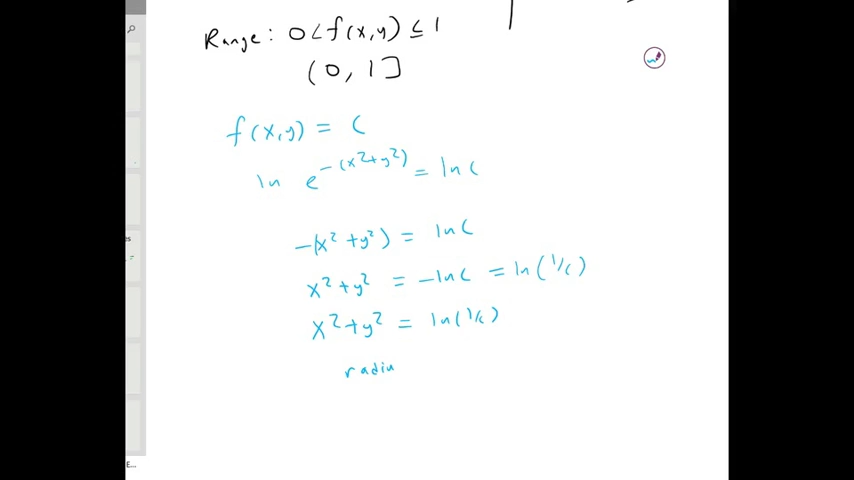 Range: 0 < f(x,y) ≤ 1
(0, 1]
f(x,y) = C
ln e^-(x²+y²) = ln C
-(x² + y²) = ln C
x² + y² = -ln C = ln(1/C)
x² + y² = ln(1/C)
radiu
es
E...